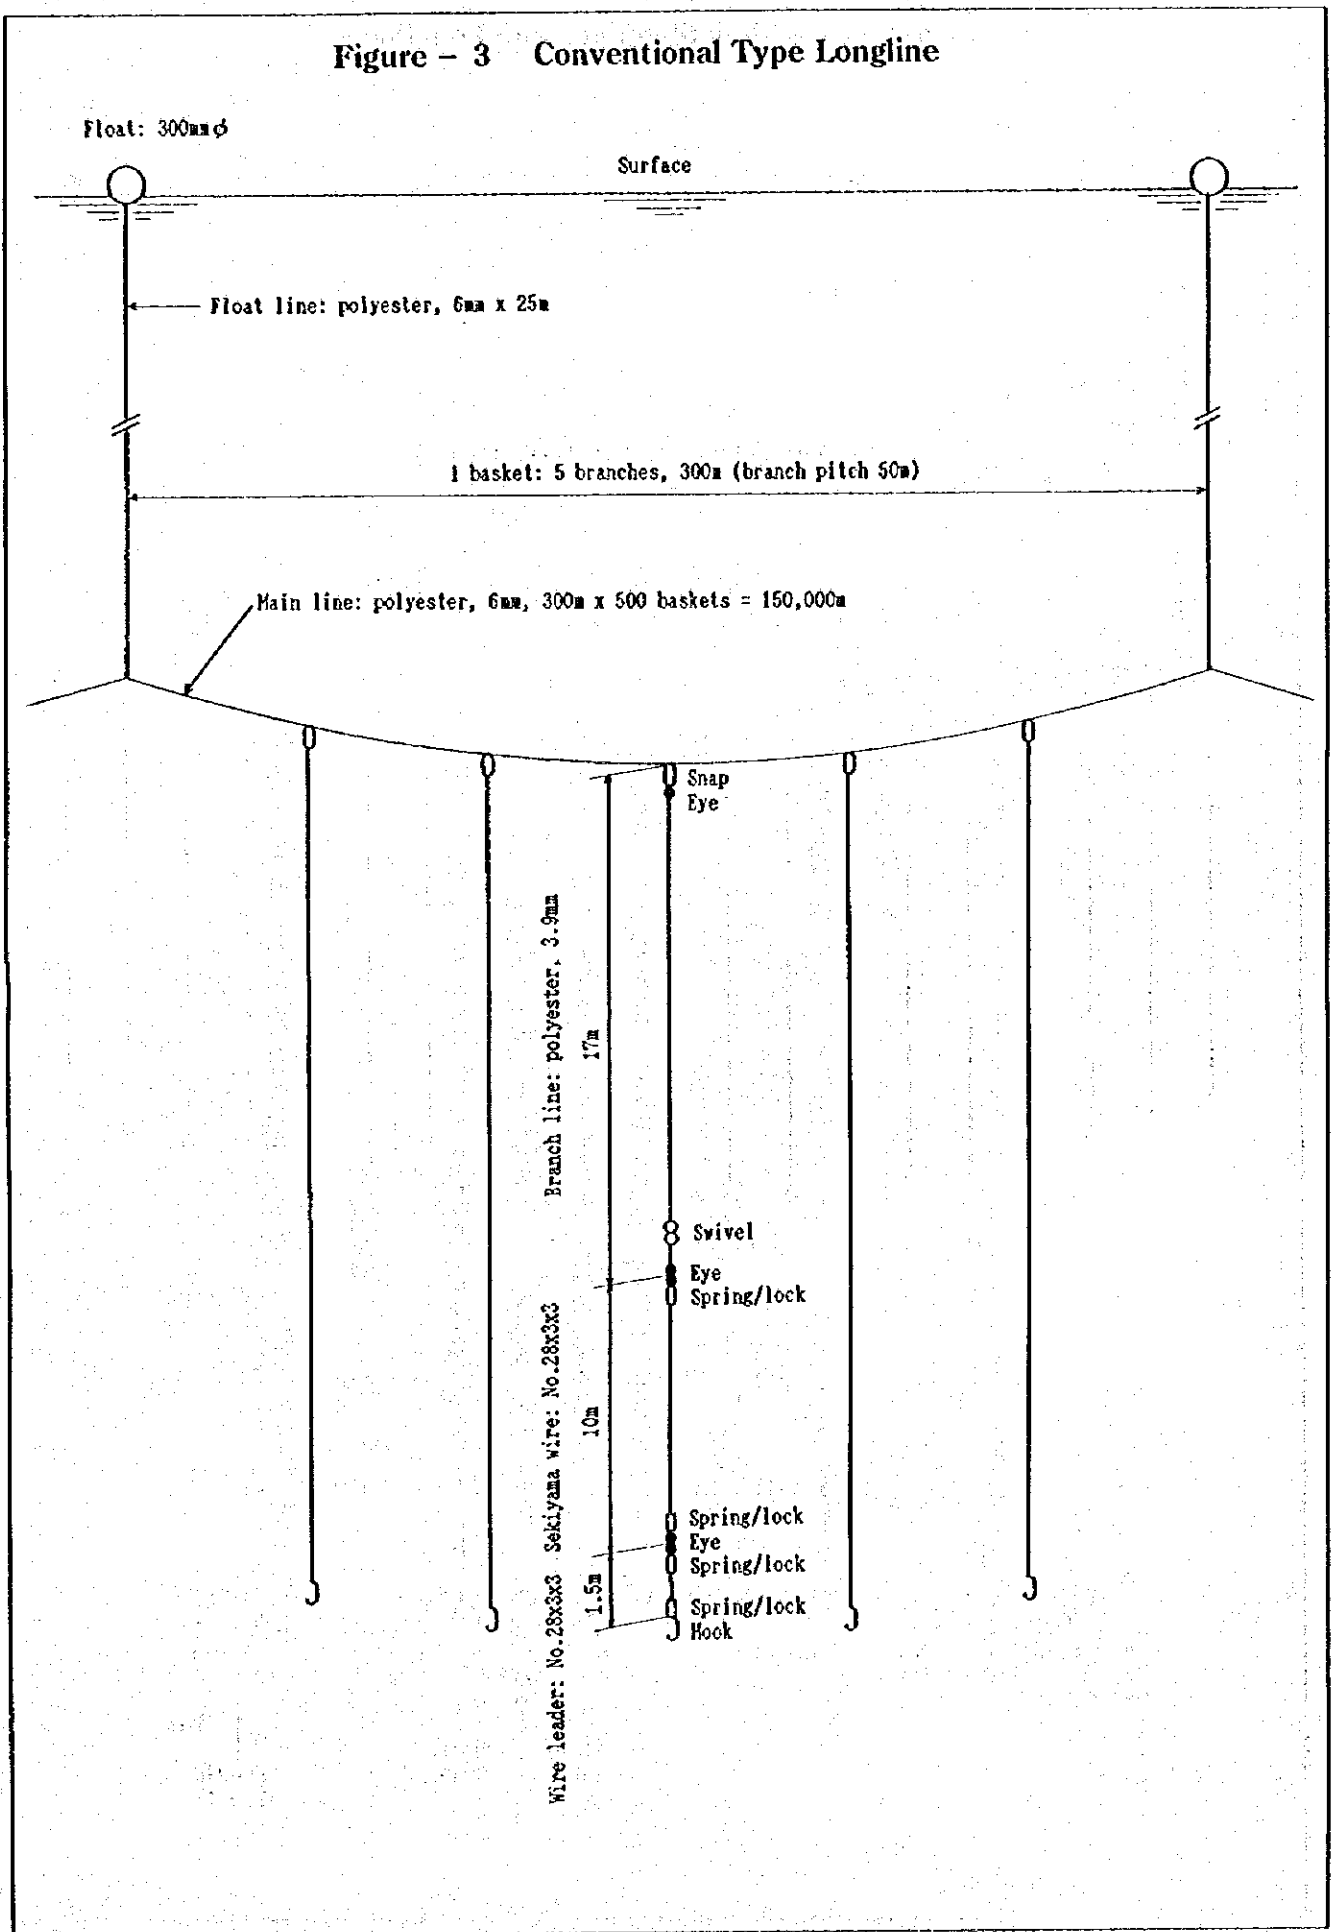 Figure – 3 Conventional Type Longline
Float: 300mmφ
Surface
Float line: polyester, 6mm x 25m
1 basket: 5 branches, 300m (branch pitch 50m)
Main line: polyester, 6mm, 300m x 500 baskets = 150,000m
Snap
Eye
Branch line: polyester, 3.9mm
17m
Swivel
Eye
Spring/lock
Sekiyama wire: No.28x3x3
10m
Spring/lock
Eye
Spring/lock
Wire leader: No.28x3x3
1.5m
Spring/lock
Hook